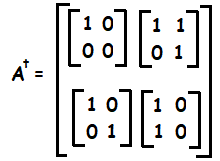 1 0 1 1
0 0 0 1
A† =
1 0 1 0
0 1 1 0